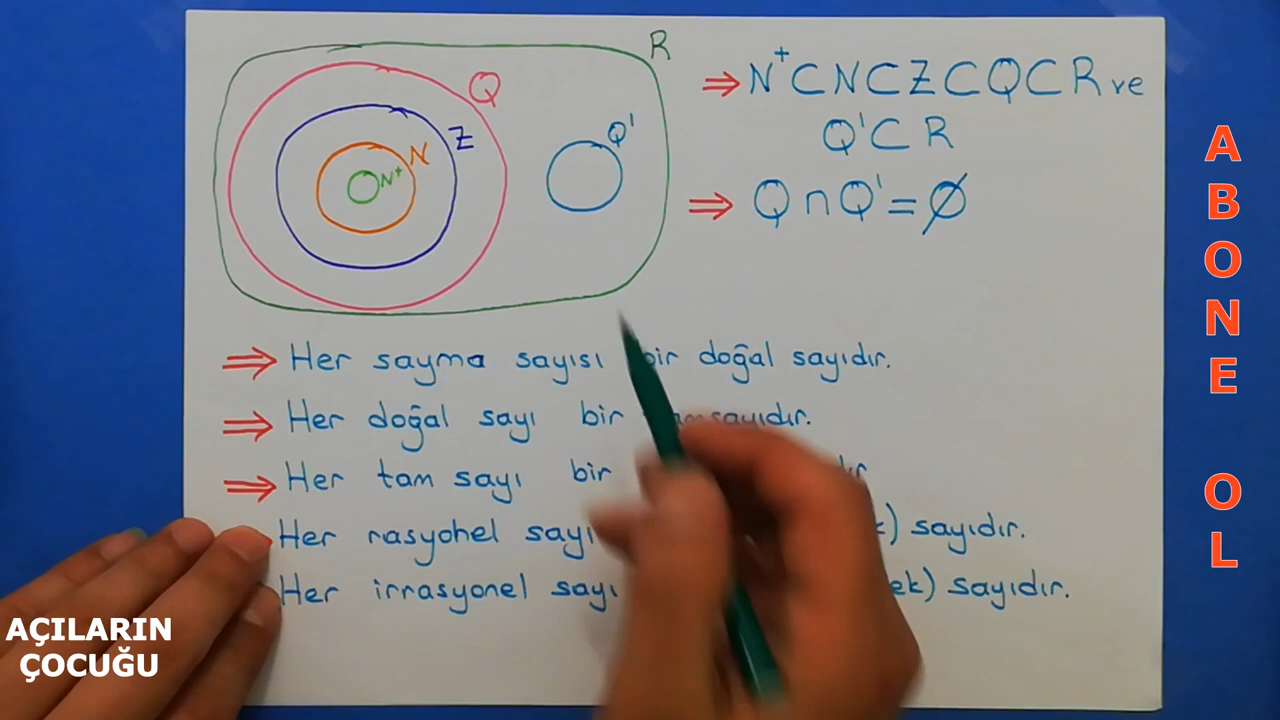 R
Q
Z
N
N⁺
Q'
⇒ N⁺ ⊂ N ⊂ Z ⊂ Q ⊂ R ve
Q' ⊂ R
⇒ Q ∩ Q' = ∅
⇒ Her sayma sayısı bir doğal sayıdır.
⇒ Her doğal sayı bir sayıdır.
⇒ Her tam sayı bir
Her rasyonel sayı sayıdır.
Her irrasyonel sayı sayıdır.
ABONE OL
AÇILARIN
ÇOCUĞU